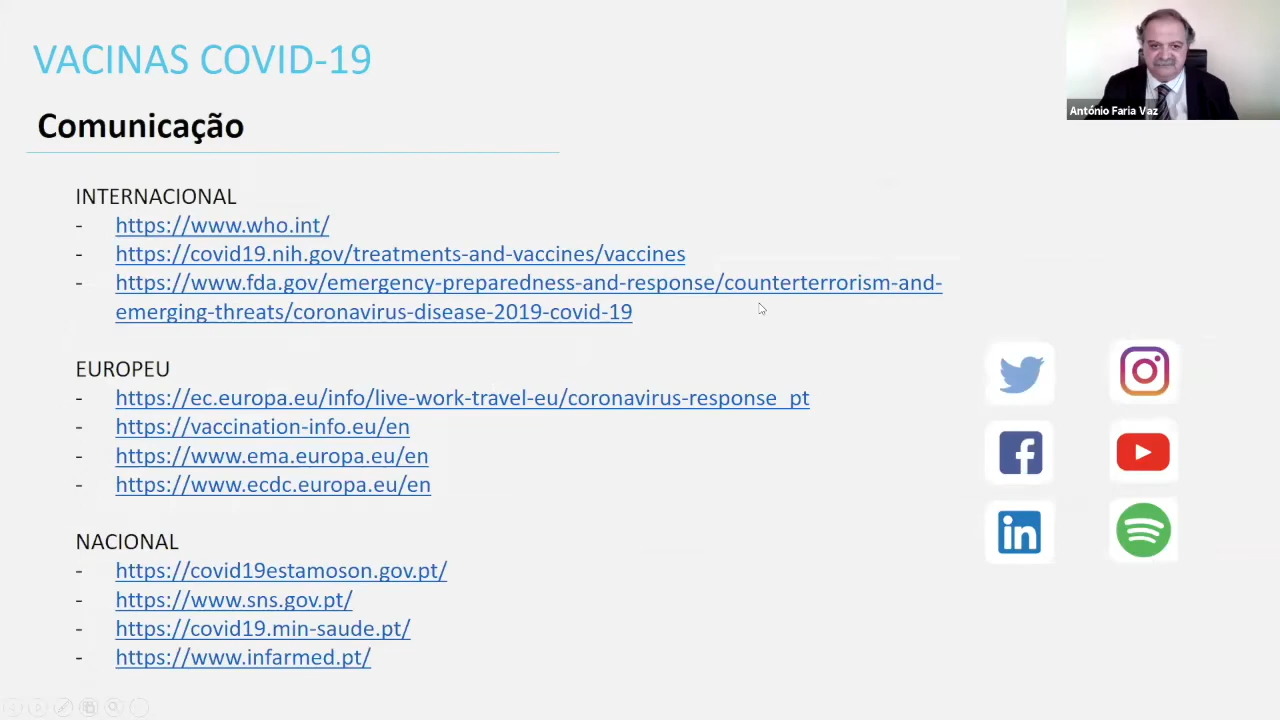 VACINAS COVID-19
António Faria Vaz
Comunicação
INTERNACIONAL
- https://www.who.int/
- https://covid19.nih.gov/treatments-and-vaccines/vaccines
- https://www.fda.gov/emergency-preparedness-and-response/counterterrorism-and-
emerging-threats/coronavirus-disease-2019-covid-19
EUROPEU
- https://ec.europa.eu/info/live-work-travel-eu/coronavirus-response_pt
- https://vaccination-info.eu/en
- https://www.ema.europa.eu/en
- https://www.ecdc.europa.eu/en
NACIONAL
- https://covid19estamoson.gov.pt/
- https://www.sns.gov.pt/
- https://covid19.min-saude.pt/
- https://www.infarmed.pt/